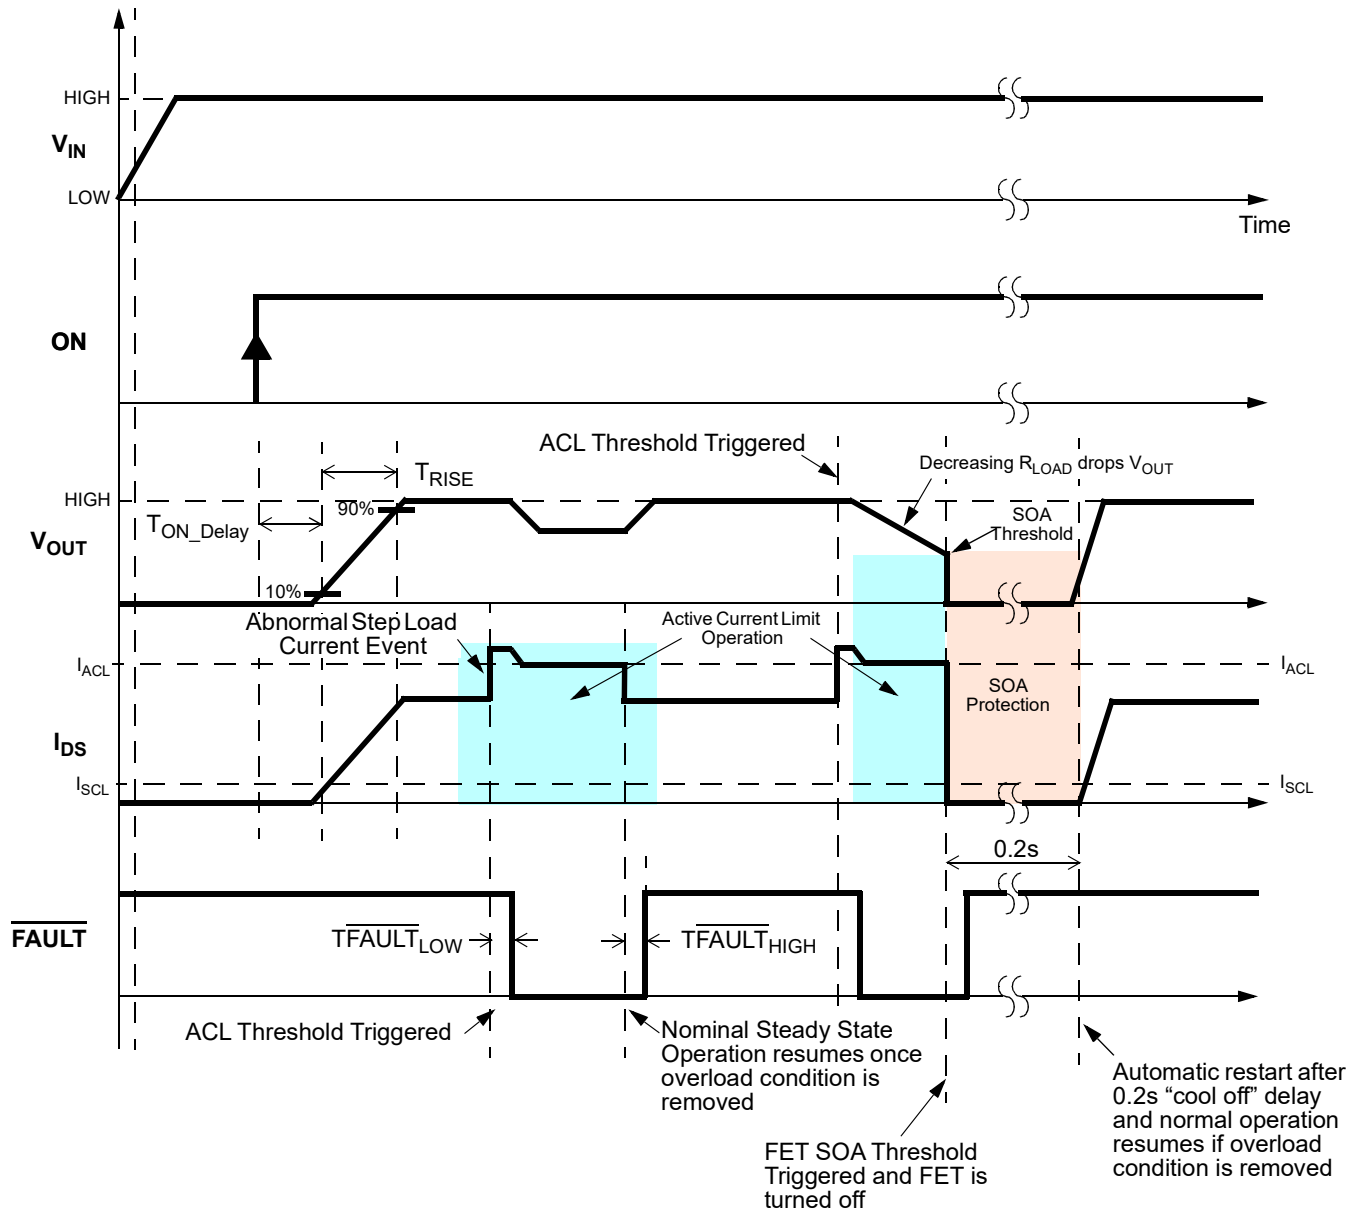 HIGH
VIN
LOW
Time
ON
ACL Threshold Triggered
Decreasing RLOAD drops VOUT
TRISE
HIGH
90%
TON_Delay
SOA
Threshold
VOUT
10%
Abnormal Step Load
Current Event
Active Current Limit
Operation
IACL
IACL
SOA
Protection
IDS
ISCL
ISCL
0.2s
FAULT
TFAULTLOW
TFAULTHIGH
ACL Threshold Triggered
Nominal Steady State
Operation resumes once
overload condition is
removed
Automatic restart after
0.2s “cool off” delay
and normal operation
resumes if overload
condition is removed
FET SOA Threshold
Triggered and FET is
turned off